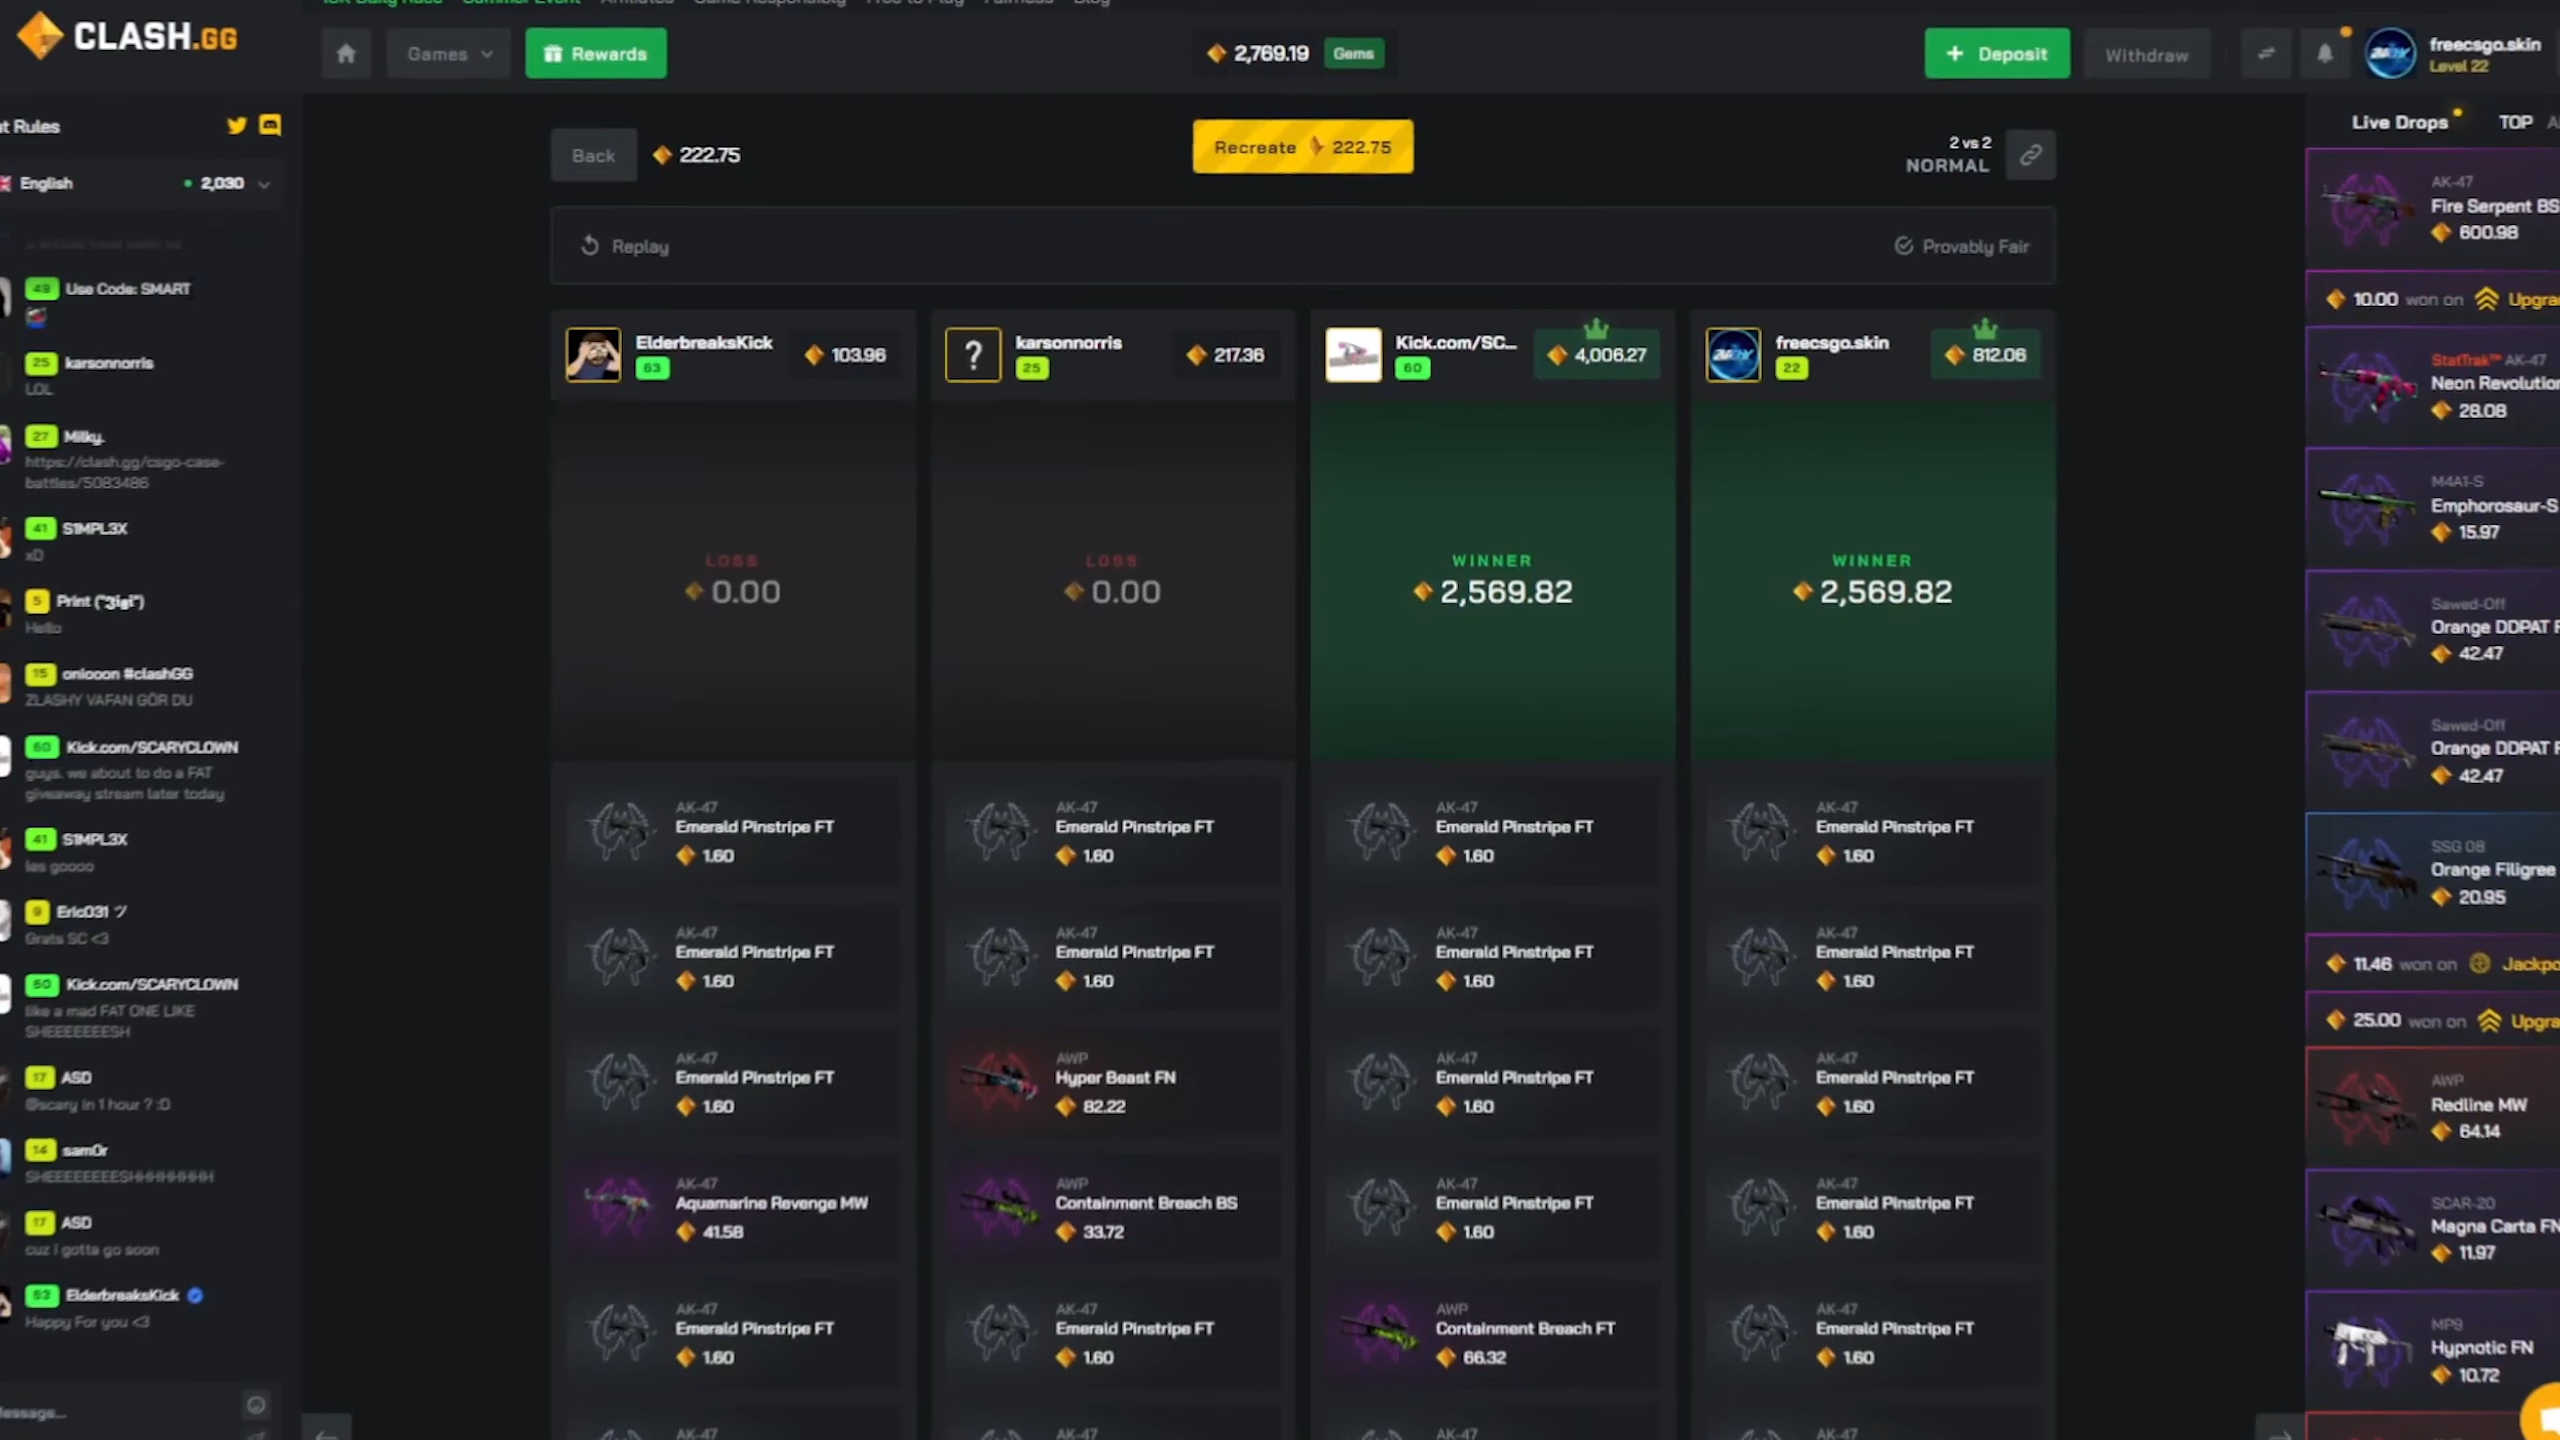 CLASH.GG
Games
Rewards
2,769.19 Gems
Deposit
Withdraw
freecsgo.skin
Level 22
Rules
English
2,030
49 Use Code: SMART
25 karsonnorris
LOL
27 Milky.
https://clash.gg/csgo-case-
battles/5083486
41 S1MPL3X
xD
5
Hello
15 oniooon #clashGG
ZLASHY VAFAN GÖR DU
60 Kick.com/SCARYCLOWN
guys. we about to do a FAT
giveaway stream later today
41 S1MPL3X
les goooo
9 Eric031 ツ
Grats SC <3
60 Kick.com/SCARYCLOWN
like a mad FAT ONE LIKE
SHEEEEEEESH
17 ASD
@scary in 1 hour ? :D
14 sam0r
17 ASD
cuz i gotta go soon
63 ElderbreaksKick
Happy For you <3
Back
222.75
Recreate 222.75
2 vs 2
NORMAL
Replay
Provably Fair
ElderbreaksKick
63
103.96
karsonnorris
25
217.36
Kick.com/SC...
60
4,006.27
freecsgo.skin
22
812.06
LOSS
0.00
LOSS
0.00
WINNER
2,569.82
WINNER
2,569.82
AK-47
Emerald Pinstripe FT
1.60
AK-47
Emerald Pinstripe FT
1.60
AK-47
Emerald Pinstripe FT
1.60
AK-47
Emerald Pinstripe FT
1.60
AK-47
Emerald Pinstripe FT
1.60
AK-47
Emerald Pinstripe FT
1.60
AK-47
Emerald Pinstripe FT
1.60
AK-47
Emerald Pinstripe FT
1.60
AK-47
Emerald Pinstripe FT
1.60
AWP
Hyper Beast FN
82.22
AK-47
Emerald Pinstripe FT
1.60
AK-47
Emerald Pinstripe FT
1.60
AK-47
Aquamarine Revenge MW
41.58
AWP
Containment Breach BS
33.72
AK-47
Emerald Pinstripe FT
1.60
AK-47
Emerald Pinstripe FT
1.60
AK-47
Emerald Pinstripe FT
1.60
AK-47
Emerald Pinstripe FT
1.60
AWP
Containment Breach FT
66.32
AK-47
Emerald Pinstripe FT
1.60
AK-47
AK-47
AK-47
AK-47
Live Drops
TOP
AK-47
Fire Serpent BS
600.98
10.00 won on
StatTrak™ AK-47
Neon Revolution
28.08
M4A1-S
Emphorosaur-S
15.97
Sawed-Off
Orange DDPAT
42.47
Sawed-Off
Orange DDPAT
42.47
SSG 08
Orange Filigree
20.95
11.46 won on
25.00 won on
AWP
Redline MW
64.14
SCAR-20
Magna Carta FN
11.97
MP9
Hypnotic FN
10.72